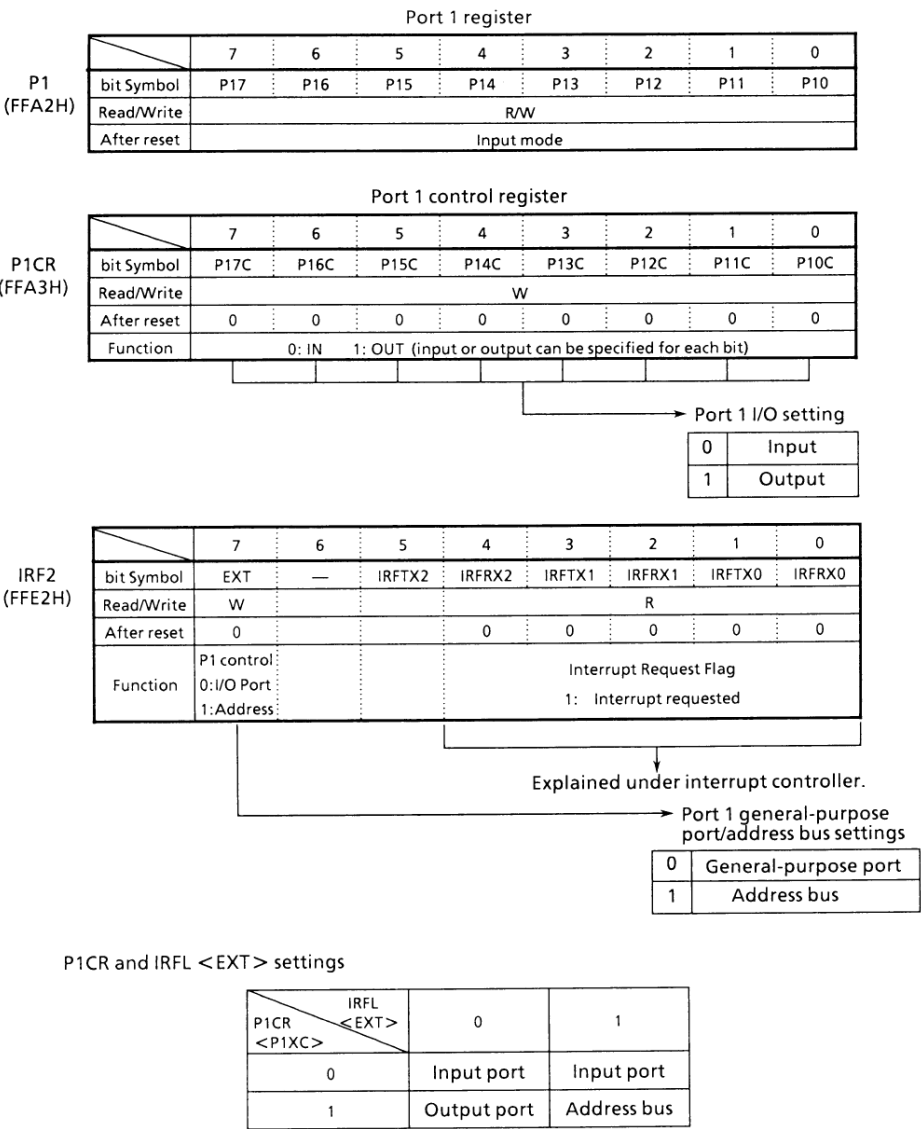 Port 1 register
7 6 5 4 3 2 1 0
P1 (FFA2H)
bit Symbol P17 P16 P15 P14 P13 P12 P11 P10
Read/Write R/W
After reset Input mode
Port 1 control register
7 6 5 4 3 2 1 0
P1CR (FFA3H)
bit Symbol P17C P16C P15C P14C P13C P12C P11C P10C
Read/Write W
After reset 0 0 0 0 0 0 0 0
Function 0: IN 1: OUT (input or output can be specified for each bit)
Port 1 I/O setting
0 Input
1 Output
7 6 5 4 3 2 1 0
IRF2 (FFE2H)
bit Symbol EXT — IRFTX2 IRFRX2 IRFTX1 IRFRX1 IRFTX0 IRFRX0
Read/Write W R
After reset 0 0 0 0 0 0
Function
P1 control
0:I/O Port
1:Address
Interrupt Request Flag
1: Interrupt requested
Explained under interrupt controller.
Port 1 general-purpose
port/address bus settings
0 General-purpose port
1 Address bus
P1CR and IRFL <EXT> settings
IRFL
<EXT>
P1CR
<P1XC>
0 1
0 Input port Input port
1 Output port Address bus